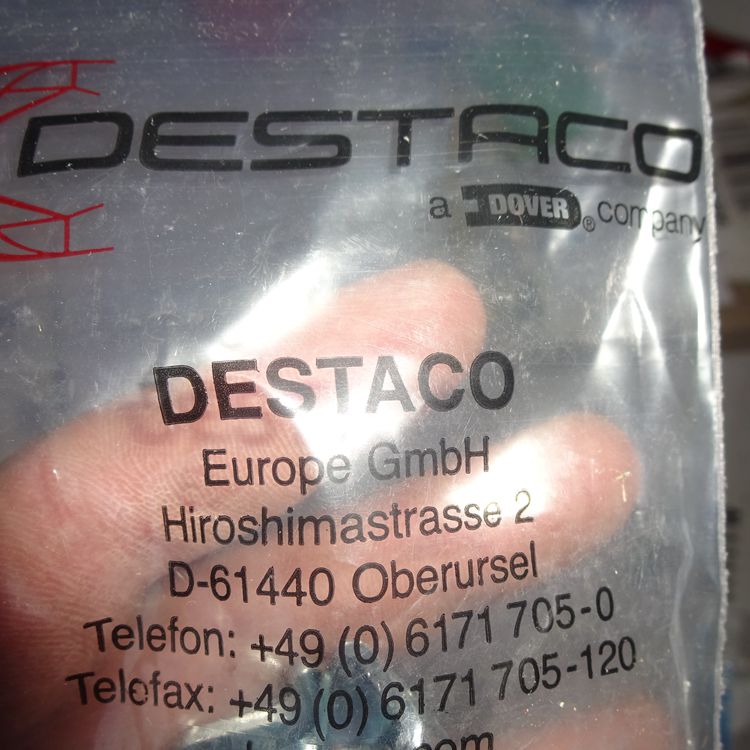 DESTACO
a DOVER® company
DESTACO
Europe GmbH
Hiroshimastrasse 2
D-61440 Oberursel
Telefon: +49 (0) 6171 705-0
Telefax: +49 (0) 6171 705-120